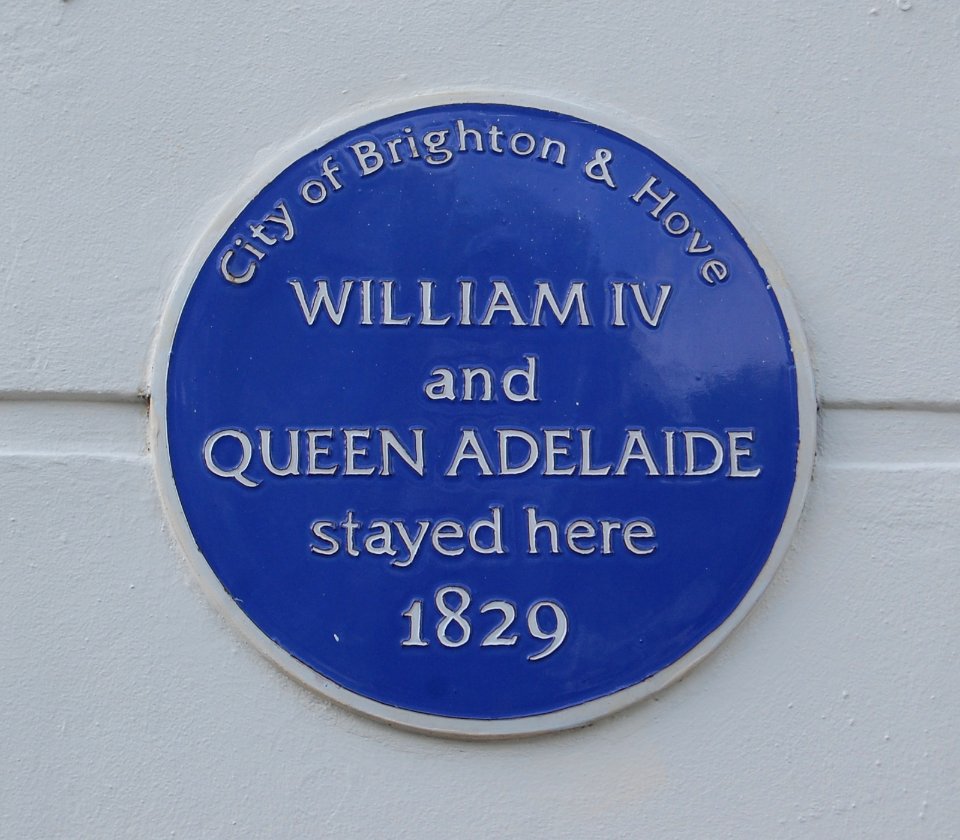 City of Brighton & Hove
WILLIAM IV
and
QUEEN ADELAIDE
stayed here
1829